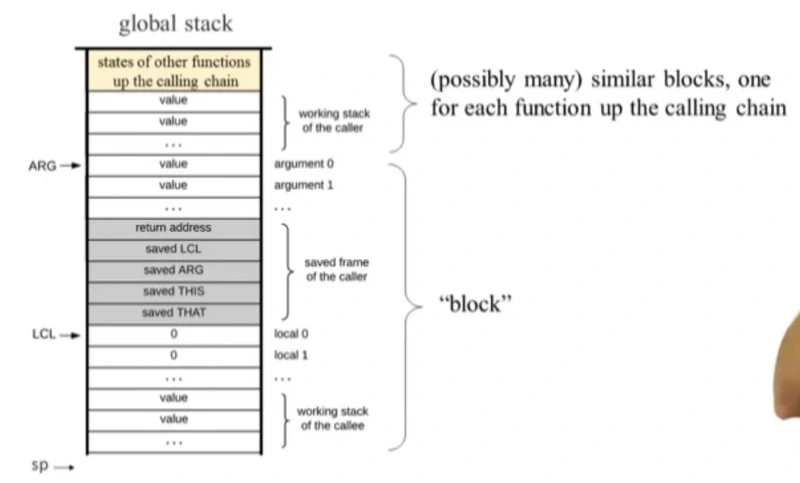 global stack
states of other functions
up the calling chain
value
value
...
working stack
of the caller
(possibly many) similar blocks, one
for each function up the calling chain
ARG
value
argument 0
value
argument 1
...
...
return address
saved LCL
saved ARG
saved THIS
saved THAT
saved frame
of the caller
"block"
LCL
0
local 0
0
local 1
...
...
value
value
...
working stack
of the callee
sp